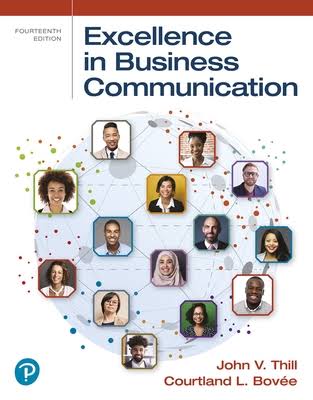 FOURTEENTH
EDITION
Excellence
in Business
Communication
P
John V. Thill
Courtland L. Bovée